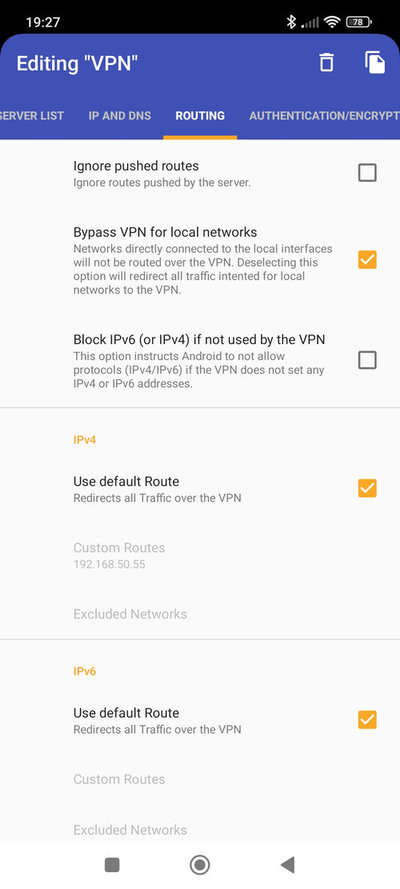 19:27
78
Editing "VPN"
SERVER LIST IP AND DNS ROUTING AUTHENTICATION/ENCRYPT
Ignore pushed routes
Ignore routes pushed by the server.
Bypass VPN for local networks
Networks directly connected to the local interfaces
will not be routed over the VPN. Deselecting this
option will redirect all traffic intented for local
networks to the VPN.
Block IPv6 (or IPv4) if not used by the VPN
This option instructs Android to not allow
protocols (IPv4/IPv6) if the VPN does not set any
IPv4 or IPv6 addresses.
IPv4
Use default Route
Redirects all Traffic over the VPN
Custom Routes
192.168.50.55
Excluded Networks
IPv6
Use default Route
Redirects all Traffic over the VPN
Custom Routes
Excluded Networks